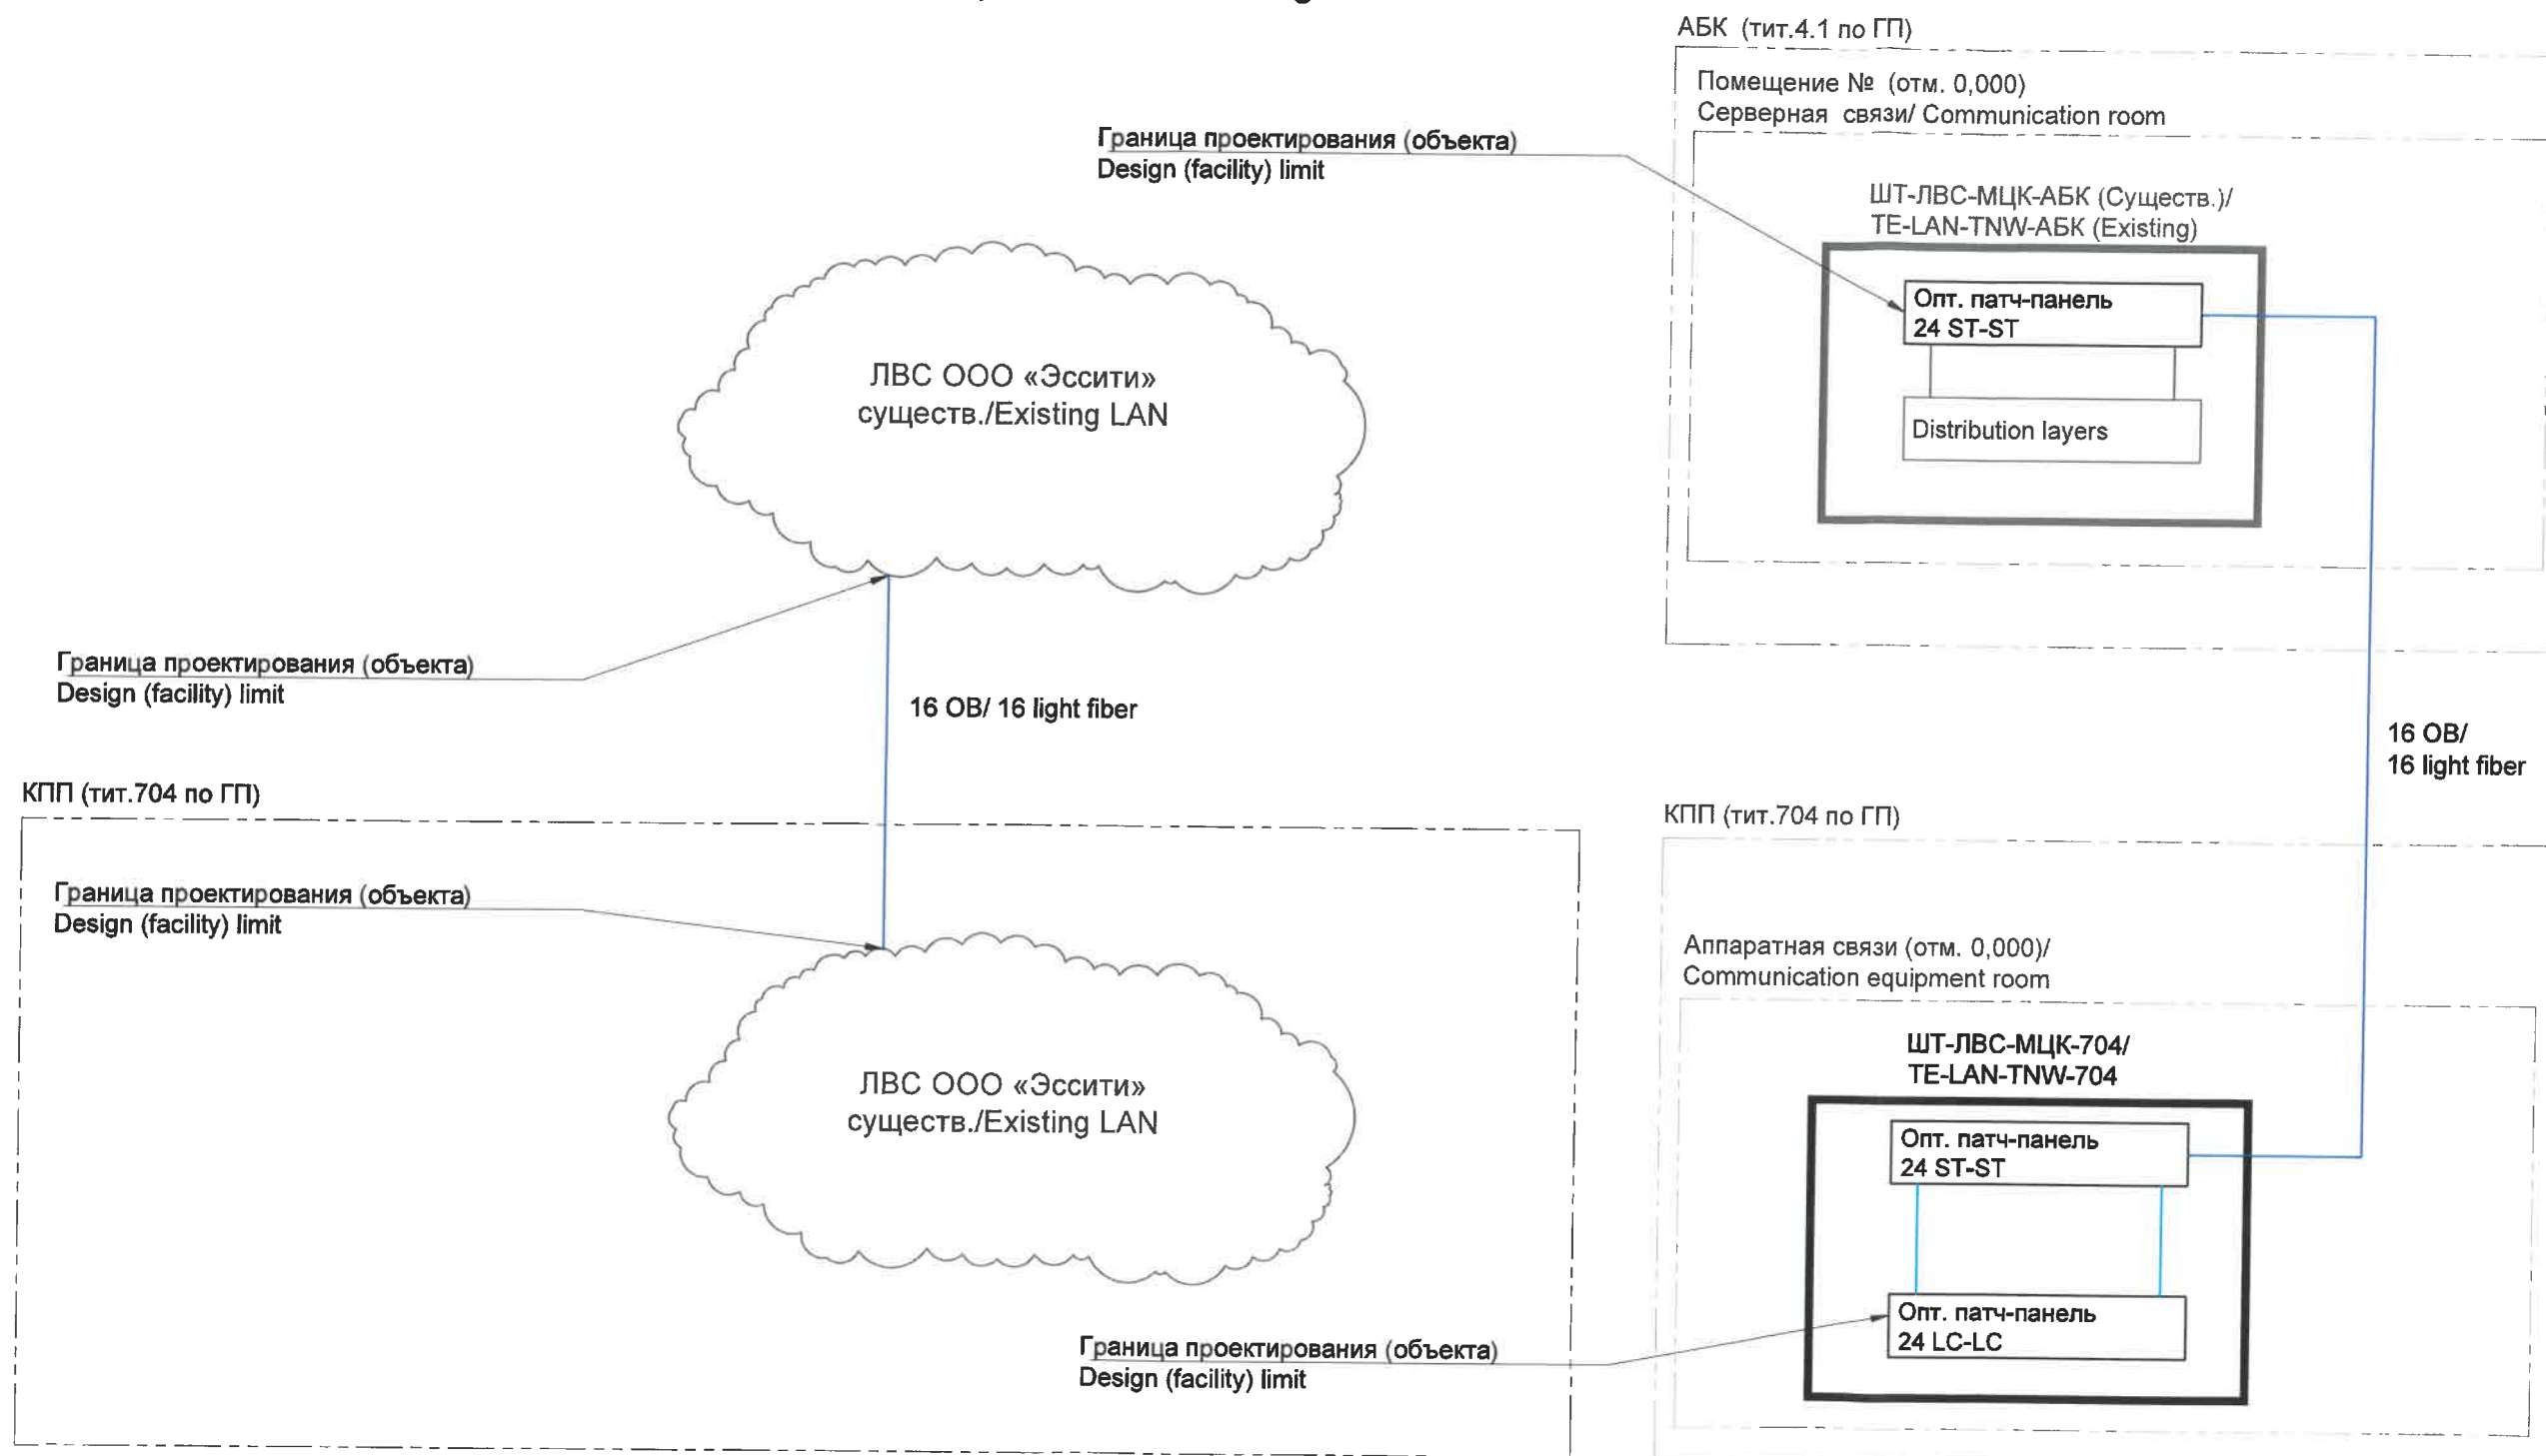 АБК (тит.4.1 по ГП)
Помещение № (отм. 0,000)
Серверная связи/ Communication room
Граница проектирования (объекта)
Design (facility) limit
ШТ-ЛВС-МЦК-АБК (Существ.)/
TE-LAN-TNW-АБК (Existing)
Опт. патч-панель
24 ST-ST
Distribution layers
ЛВС ООО «Эссити»
существ./Existing LAN
Граница проектирования (объекта)
Design (facility) limit
16 ОВ/ 16 light fiber
16 ОВ/
16 light fiber
КПП (тит.704 по ГП)
Граница проектирования (объекта)
Design (facility) limit
ЛВС ООО «Эссити»
существ./Existing LAN
КПП (тит.704 по ГП)
Аппаратная связи (отм. 0,000)/
Communication equipment room
ШТ-ЛВС-МЦК-704/
TE-LAN-TNW-704
Опт. патч-панель
24 ST-ST
Опт. патч-панель
24 LC-LC
Граница проектирования (объекта)
Design (facility) limit